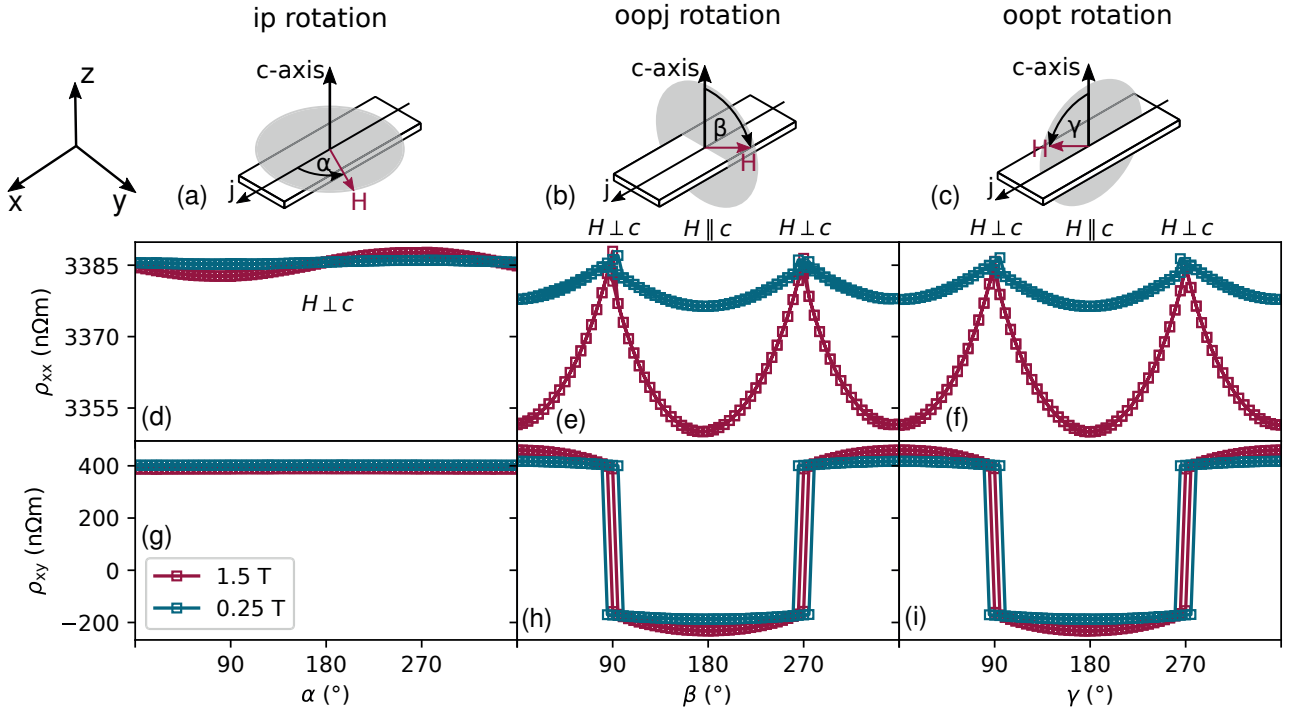 ip rotation
oopj rotation
oopt rotation
z
x
y
c-axis
α
j
H
(a)
c-axis
β
H
j
(b)
c-axis
γ
H
j
(c)
H ⊥ c
H ∥ c
H ⊥ c
H ⊥ c
H ∥ c
H ⊥ c
ρxx (nΩm)
3385
3370
3355
H ⊥ c
(d)
(e)
(f)
ρxy (nΩm)
400
200
0
−200
(g)
1.5 T
0.25 T
(h)
(i)
90
180
270
90
180
270
90
180
270
α (°)
β (°)
γ (°)